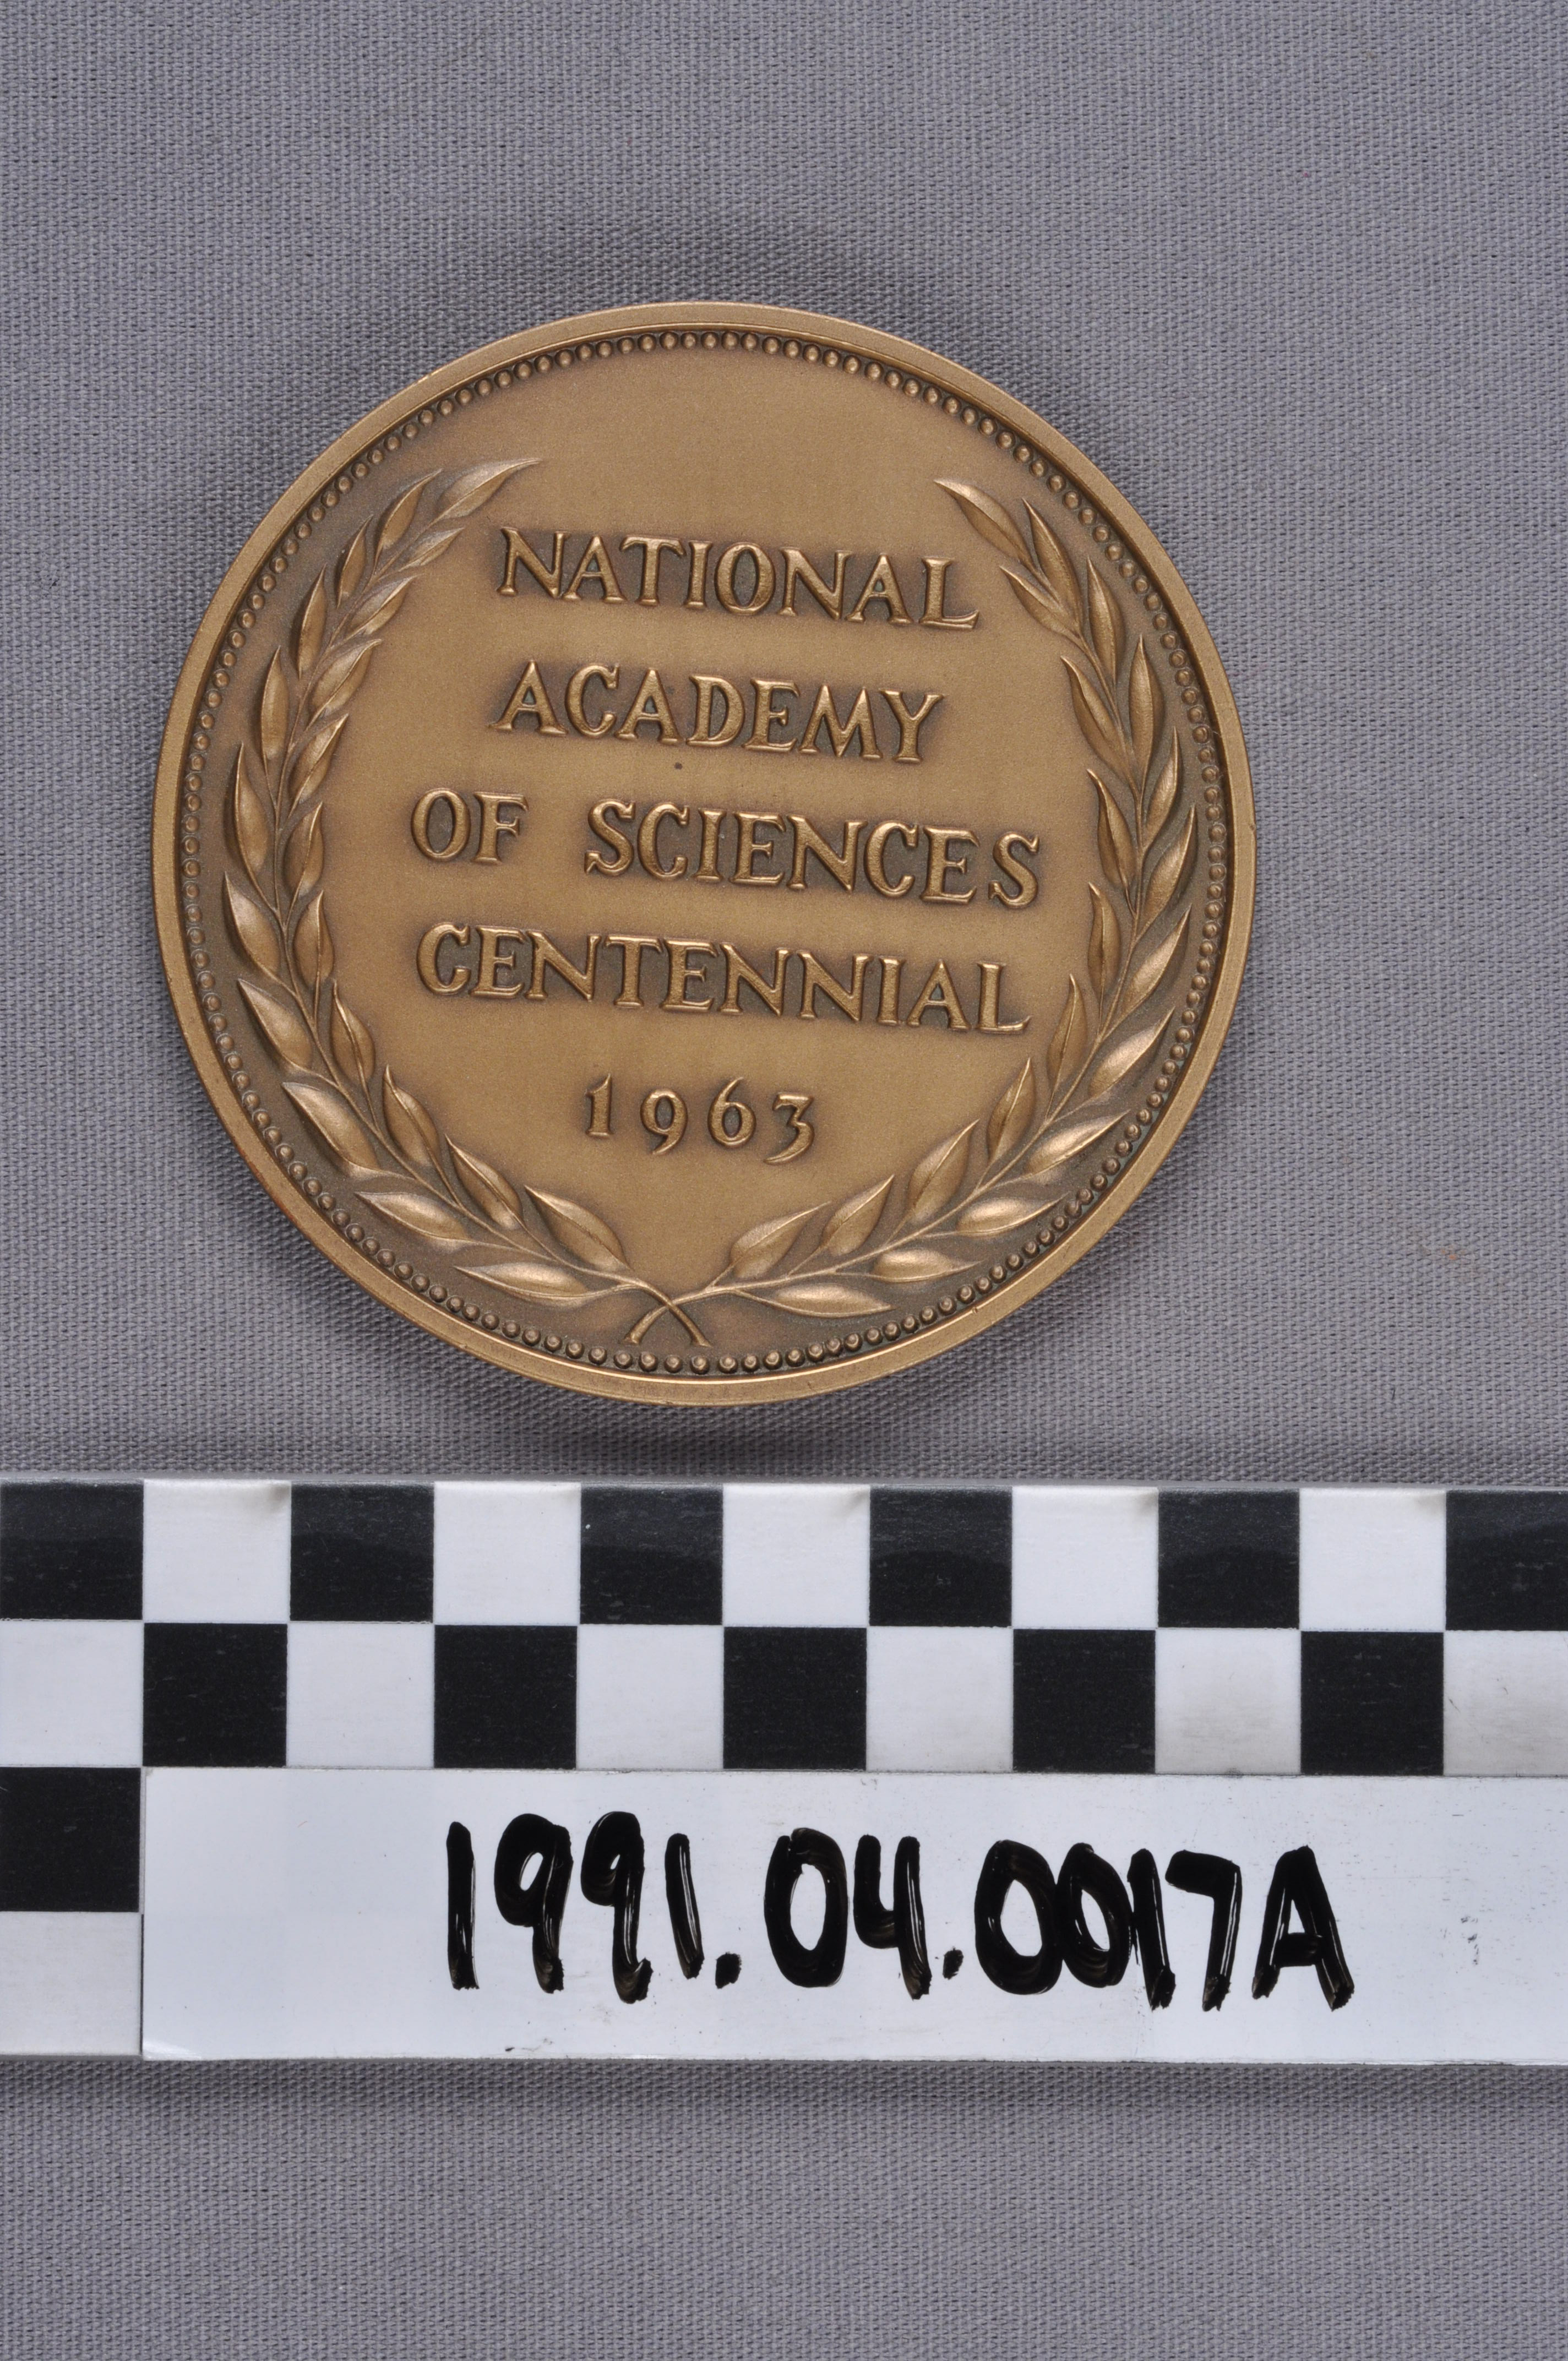 NATIONAL
ACADEMY
OF SCIENCES
CENTENNIAL
1963
1991.04.0017A